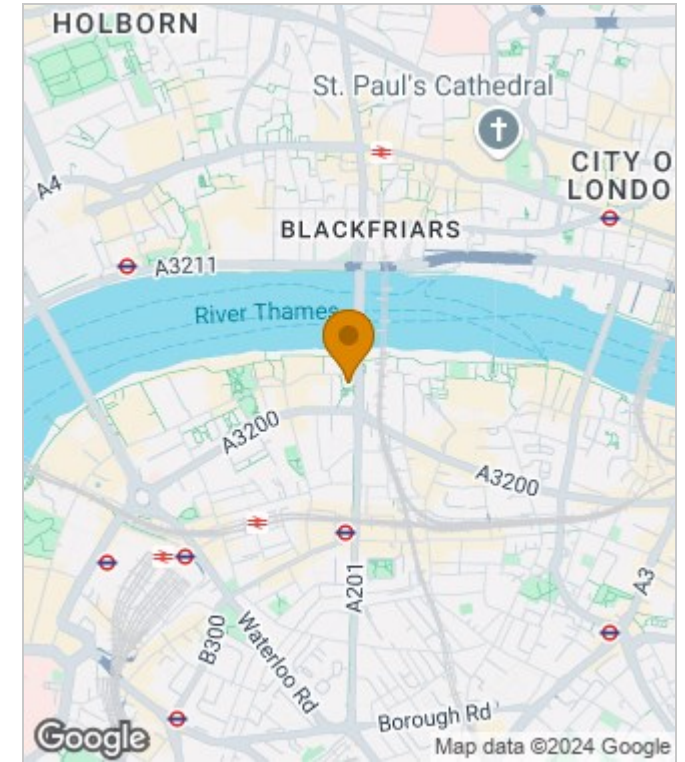 HOLBORN
St. Paul's Cathedral
CITY O
LONDO
A4
BLACKFRIARS
A3211
River Thames
A3200
A3200
A201
A3
B300
Waterloo Rd
Borough Rd
Google
Map data ©2024 Google